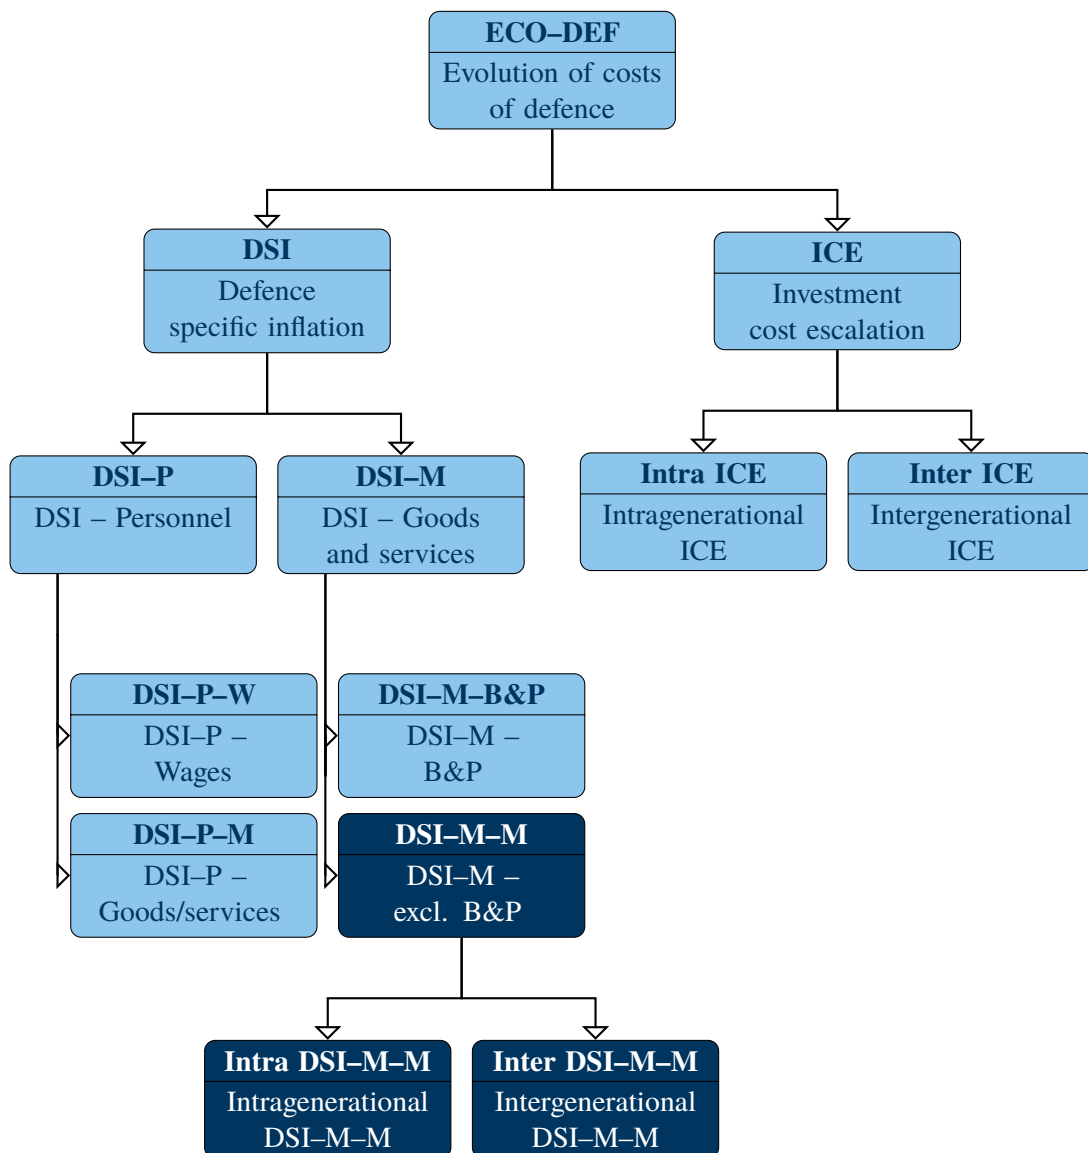 ECO–DEF
Evolution of costs
of defence
DSI
Defence
specific inflation
ICE
Investment
cost escalation
DSI–P
DSI – Personnel
DSI–M
DSI – Goods
and services
Intra ICE
Intragenerational
ICE
Inter ICE
Intergenerational
ICE
DSI–P–W
DSI–P –
Wages
DSI–M–B&P
DSI–M –
B&P
DSI–P–M
DSI–P –
Goods/services
DSI–M–M
DSI–M –
excl. B&P
Intra DSI–M–M
Intragenerational
DSI–M–M
Inter DSI–M–M
Intergenerational
DSI–M–M